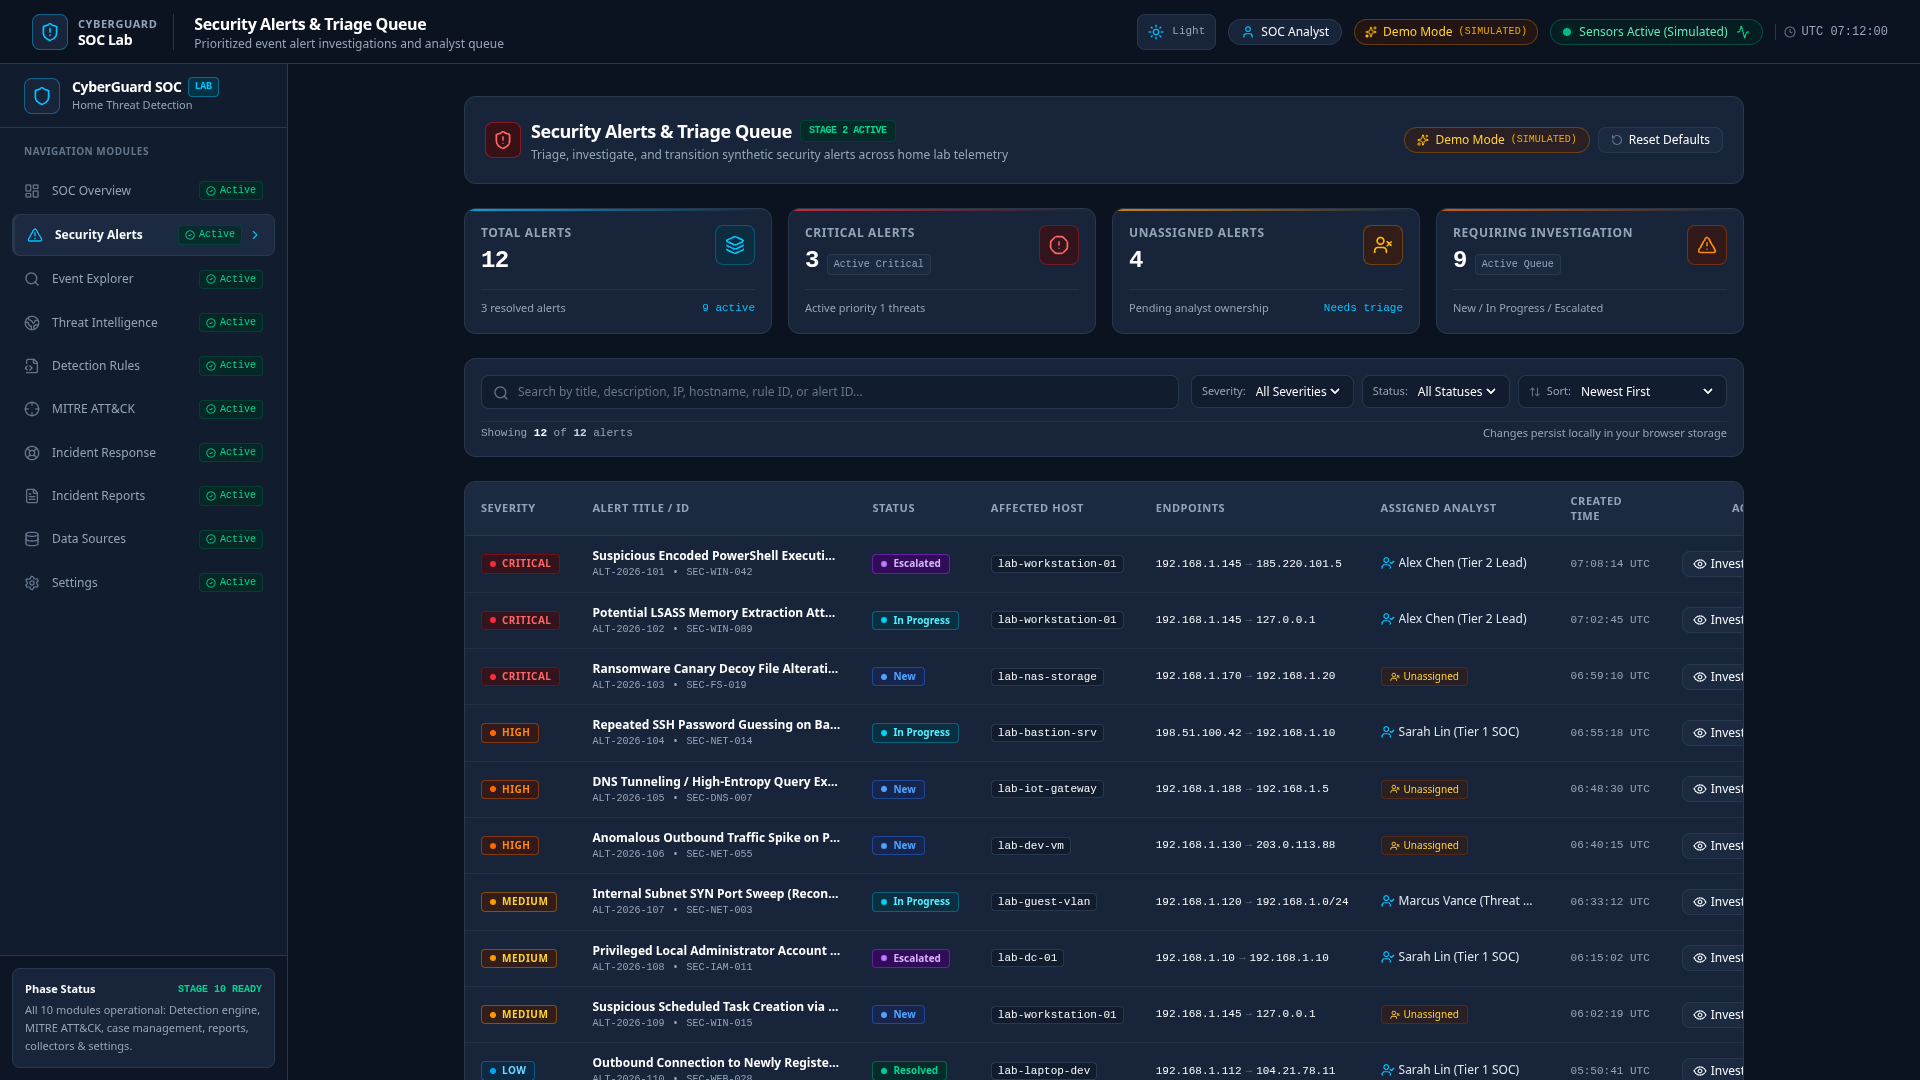 CYBERGUARD
SOC Lab
Security Alerts & Triage Queue
Prioritized event alert investigations and analyst queue
Light
SOC Analyst
Demo Mode (SIMULATED)
Sensors Active (Simulated)
UTC 07:12:00
CyberGuard SOC LAB
Home Threat Detection
NAVIGATION MODULES
SOC Overview Active
Security Alerts Active
Event Explorer Active
Threat Intelligence Active
Detection Rules Active
MITRE ATT&CK Active
Incident Response Active
Incident Reports Active
Data Sources Active
Settings Active
Phase Status STAGE 10 READY
All 10 modules operational: Detection engine,
MITRE ATT&CK, case management, reports,
collectors & settings.
Security Alerts & Triage Queue STAGE 2 ACTIVE
Triage, investigate, and transition synthetic security alerts across home lab telemetry
Demo Mode (SIMULATED)
Reset Defaults
TOTAL ALERTS
12
3 resolved alerts 9 active
CRITICAL ALERTS
3 Active Critical
Active priority 1 threats
UNASSIGNED ALERTS
4
Pending analyst ownership Needs triage
REQUIRING INVESTIGATION
9 Active Queue
New / In Progress / Escalated
Search by title, description, IP, hostname, rule ID, or alert ID...
Severity: All Severities
Status: All Statuses
Sort: Newest First
Showing 12 of 12 alerts
Changes persist locally in your browser storage
SEVERITY ALERT TITLE / ID STATUS AFFECTED HOST ENDPOINTS ASSIGNED ANALYST CREATED TIME AC
CRITICAL Suspicious Encoded PowerShell Executi... Escalated lab-workstation-01 192.168.1.145 → 185.220.101.5 Alex Chen (Tier 2 Lead) 07:08:14 UTC Invest
ALT-2026-101 • SEC-WIN-042
CRITICAL Potential LSASS Memory Extraction Att... In Progress lab-workstation-01 192.168.1.145 → 127.0.0.1 Alex Chen (Tier 2 Lead) 07:02:45 UTC Invest
ALT-2026-102 • SEC-WIN-089
CRITICAL Ransomware Canary Decoy File Alterati... New lab-nas-storage 192.168.1.170 → 192.168.1.20 Unassigned 06:59:10 UTC Invest
ALT-2026-103 • SEC-FS-019
HIGH Repeated SSH Password Guessing on Ba... In Progress lab-bastion-srv 198.51.100.42 → 192.168.1.10 Sarah Lin (Tier 1 SOC) 06:55:18 UTC Invest
ALT-2026-104 • SEC-NET-014
HIGH DNS Tunneling / High-Entropy Query Ex... New lab-iot-gateway 192.168.1.188 → 192.168.1.5 Unassigned 06:48:30 UTC Invest
ALT-2026-105 • SEC-DNS-007
HIGH Anomalous Outbound Traffic Spike on P... New lab-dev-vm 192.168.1.130 → 203.0.113.88 Unassigned 06:40:15 UTC Invest
ALT-2026-106 • SEC-NET-055
MEDIUM Internal Subnet SYN Port Sweep (Recon... In Progress lab-guest-vlan 192.168.1.120 → 192.168.1.0/24 Marcus Vance (Threat ... 06:33:12 UTC Invest
ALT-2026-107 • SEC-NET-003
MEDIUM Privileged Local Administrator Account ... Escalated lab-dc-01 192.168.1.10 → 192.168.1.10 Sarah Lin (Tier 1 SOC) 06:15:02 UTC Invest
ALT-2026-108 • SEC-IAM-011
MEDIUM Suspicious Scheduled Task Creation via ... New lab-workstation-01 192.168.1.145 → 127.0.0.1 Unassigned 06:02:19 UTC Invest
ALT-2026-109 • SEC-WIN-015
LOW Outbound Connection to Newly Registe... Resolved lab-laptop-dev 192.168.1.112 → 104.21.78.11 Sarah Lin (Tier 1 SOC) 05:50:41 UTC Invest
ALT-2026-110 • SEC-WEB-028